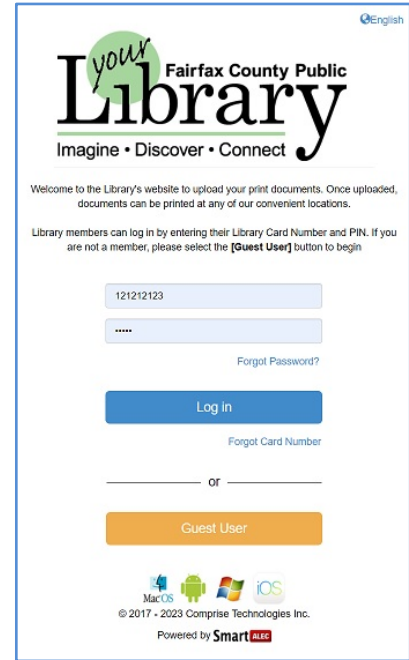 English
your
Fairfax County Public
Library
Imagine • Discover • Connect
Welcome to the Library's website to upload your print documents. Once uploaded,
documents can be printed at any of our convenient locations.
Library members can log in by entering their Library Card Number and PIN. If you
are not a member, please select the [Guest User] button to begin
121212123
•••••
Forgot Password?
Log in
Forgot Card Number
or
Guest User
Mac OS iOS
© 2017 - 2023 Comprise Technologies Inc.
Powered by Smart ALEC